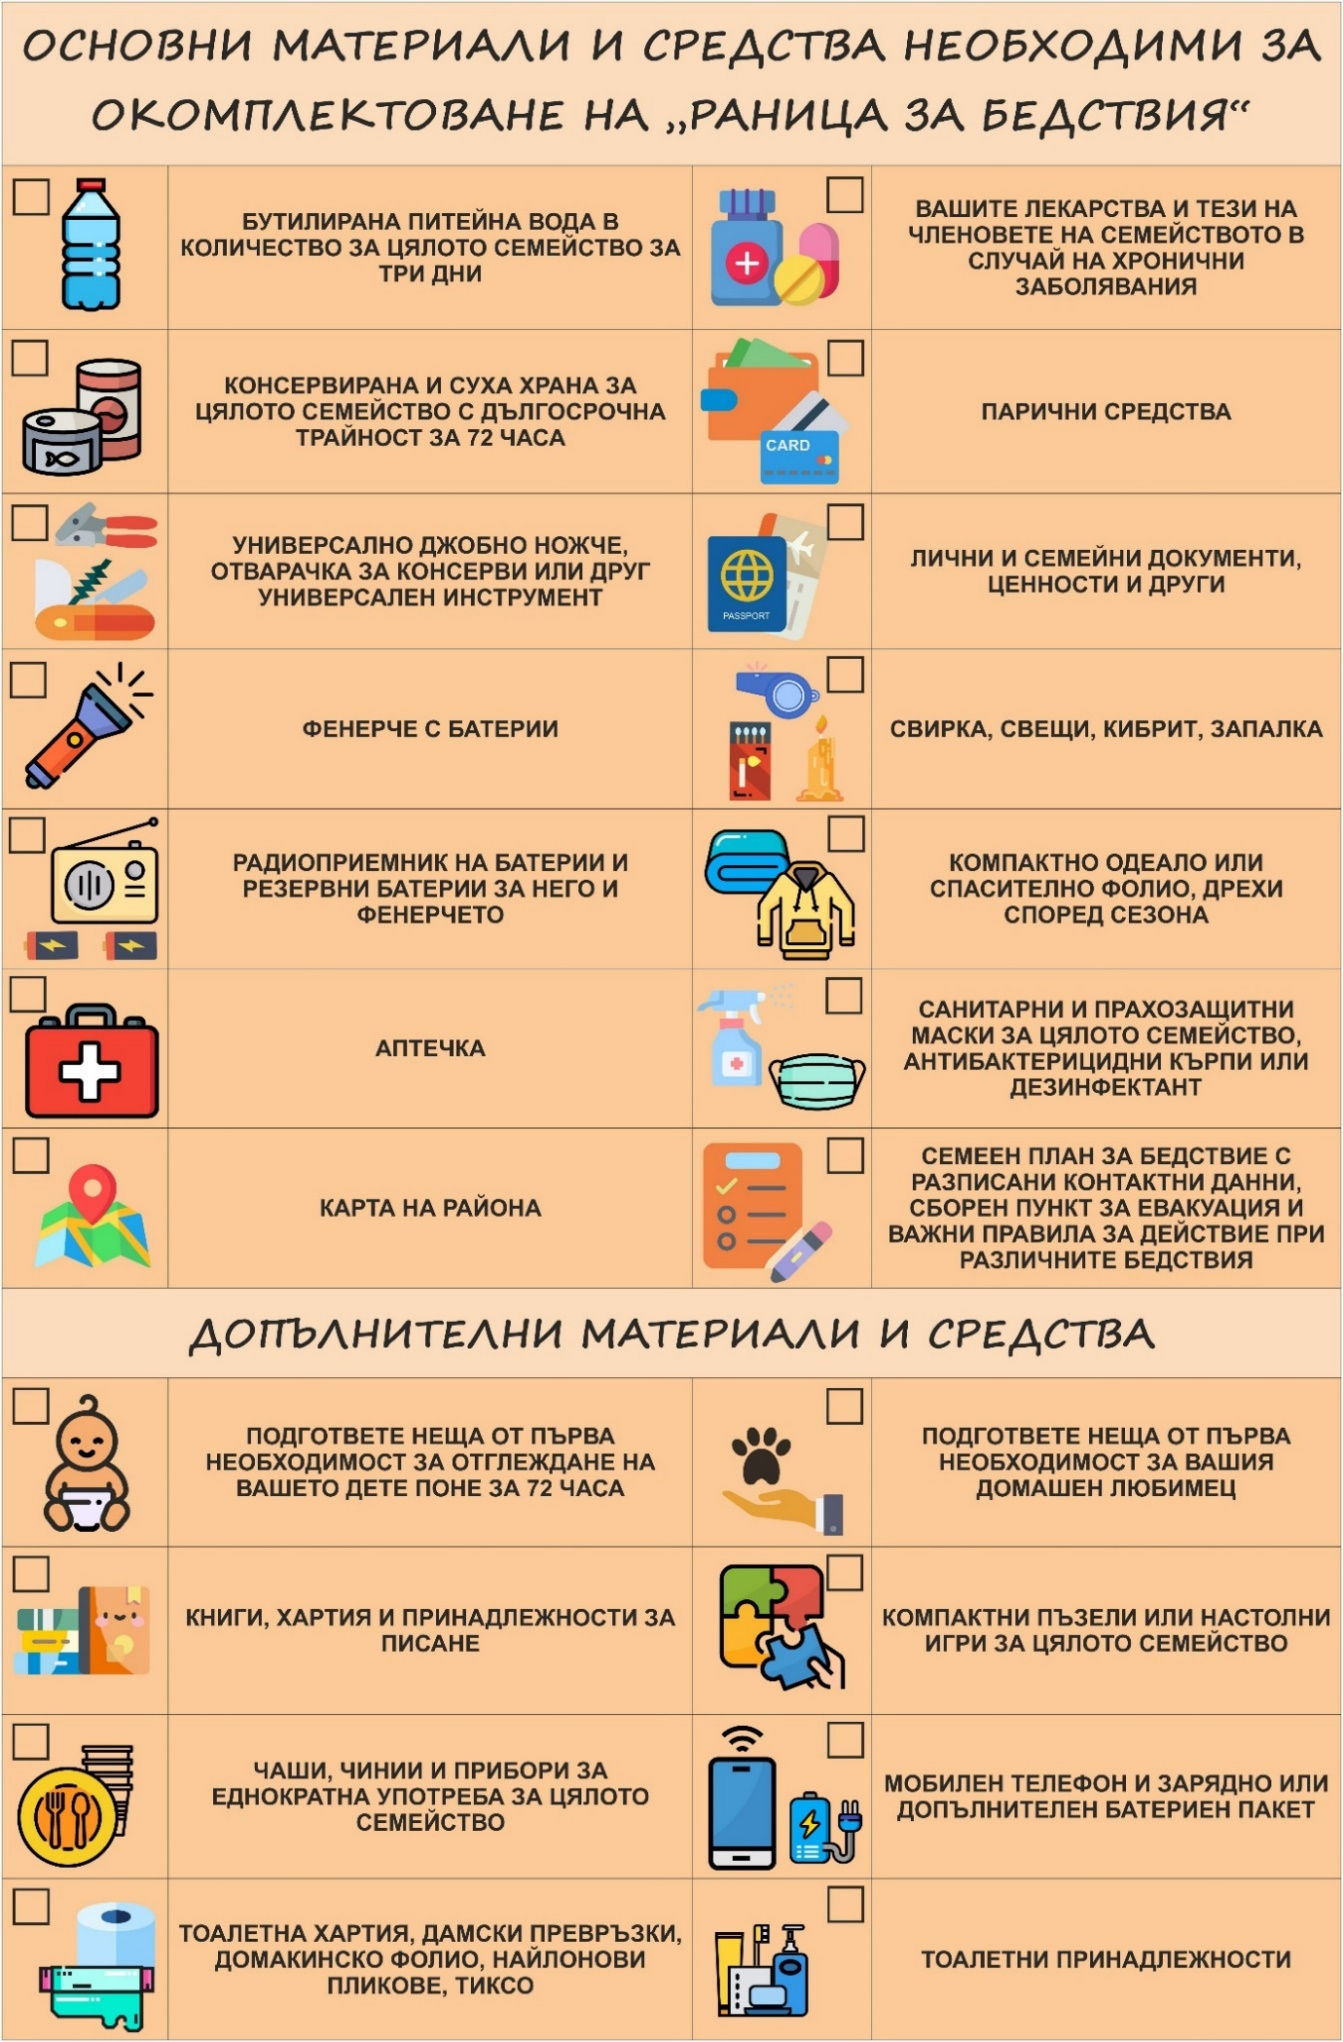 ОСНОВНИ МАТЕРИАЛИ И СРЕДСТВА НЕОБХОДИМИ ЗА
ОКОМПЛЕКТОВАНЕ НА „РАНИЦА ЗА БЕДСТВИЯ“
БУТИЛИРАНА ПИТЕЙНА ВОДА В
КОЛИЧЕСТВО ЗА ЦЯЛОТО СЕМЕЙСТВО ЗА
ТРИ ДНИ
ВАШИТЕ ЛЕКАРСТВА И ТЕЗИ НА
ЧЛЕНОВЕТЕ НА СЕМЕЙСТВОТО В
СЛУЧАЙ НА ХРОНИЧНИ
ЗАБОЛЯВАНИЯ
КОНСЕРВИРАНА И СУХА ХРАНА ЗА
ЦЯЛОТО СЕМЕЙСТВО С ДЪЛГОСРОЧНА
ТРАЙНОСТ ЗА 72 ЧАСА
CARD
ПАРИЧНИ СРЕДСТВА
УНИВЕРСАЛНО ДЖОБНО НОЖЧЕ,
ОТВАРАЧКА ЗА КОНСЕРВИ ИЛИ ДРУГ
УНИВЕРСАЛЕН ИНСТРУМЕНТ
PASSPORT
ЛИЧНИ И СЕМЕЙНИ ДОКУМЕНТИ,
ЦЕННОСТИ И ДРУГИ
ФЕНЕРЧЕ С БАТЕРИИ
СВИРКА, СВЕЩИ, КИБРИТ, ЗАПАЛКА
РАДИОПРИЕМНИК НА БАТЕРИИ И
РЕЗЕРВНИ БАТЕРИИ ЗА НЕГО И
ФЕНЕРЧЕТО
КОМПАКТНО ОДЕАЛО ИЛИ
СПАСИТЕЛНО ФОЛИО, ДРЕХИ
СПОРЕД СЕЗОНА
АПТЕЧКА
САНИТАРНИ И ПРАХОЗАЩИТНИ
МАСКИ ЗА ЦЯЛОТО СЕМЕЙСТВО,
АНТИБАКТЕРИЦИДНИ КЪРПИ ИЛИ
ДЕЗИНФЕКТАНТ
КАРТА НА РАЙОНА
СЕМЕЕН ПЛАН ЗА БЕДСТВИЕ С
РАЗПИСАНИ КОНТАКТНИ ДАННИ,
СБОРЕН ПУНКТ ЗА ЕВАКУАЦИЯ И
ВАЖНИ ПРАВИЛА ЗА ДЕЙСТВИЕ ПРИ
РАЗЛИЧНИТЕ БЕДСТВИЯ
ДОПЪЛНИТЕЛНИ МАТЕРИАЛИ И СРЕДСТВА
ПОДГОТВЕТЕ НЕЩА ОТ ПЪРВА
НЕОБХОДИМОСТ ЗА ОТГЛЕЖДАНЕ НА
ВАШЕТО ДЕТЕ ПОНЕ ЗА 72 ЧАСА
ПОДГОТВЕТЕ НЕЩА ОТ ПЪРВА
НЕОБХОДИМОСТ ЗА ВАШИЯ
ДОМАШЕН ЛЮБИМЕЦ
КНИГИ, ХАРТИЯ И ПРИНАДЛЕЖНОСТИ ЗА
ПИСАНЕ
КОМПАКТНИ ПЪЗЕЛИ ИЛИ НАСТОЛНИ
ИГРИ ЗА ЦЯЛОТО СЕМЕЙСТВО
ЧАШИ, ЧИНИИ И ПРИБОРИ ЗА
ЕДНОКРАТНА УПОТРЕБА ЗА ЦЯЛОТО
СЕМЕЙСТВО
МОБИЛЕН ТЕЛЕФОН И ЗАРЯДНО ИЛИ
ДОПЪЛНИТЕЛЕН БАТЕРИЕН ПАКЕТ
ТОАЛЕТНА ХАРТИЯ, ДАМСКИ ПРЕВРЪЗКИ,
ДОМАКИНСКО ФОЛИО, НАЙЛОНОВИ
ПЛИКОВЕ, ТИКСО
ТОАЛЕТНИ ПРИНАДЛЕЖНОСТИ